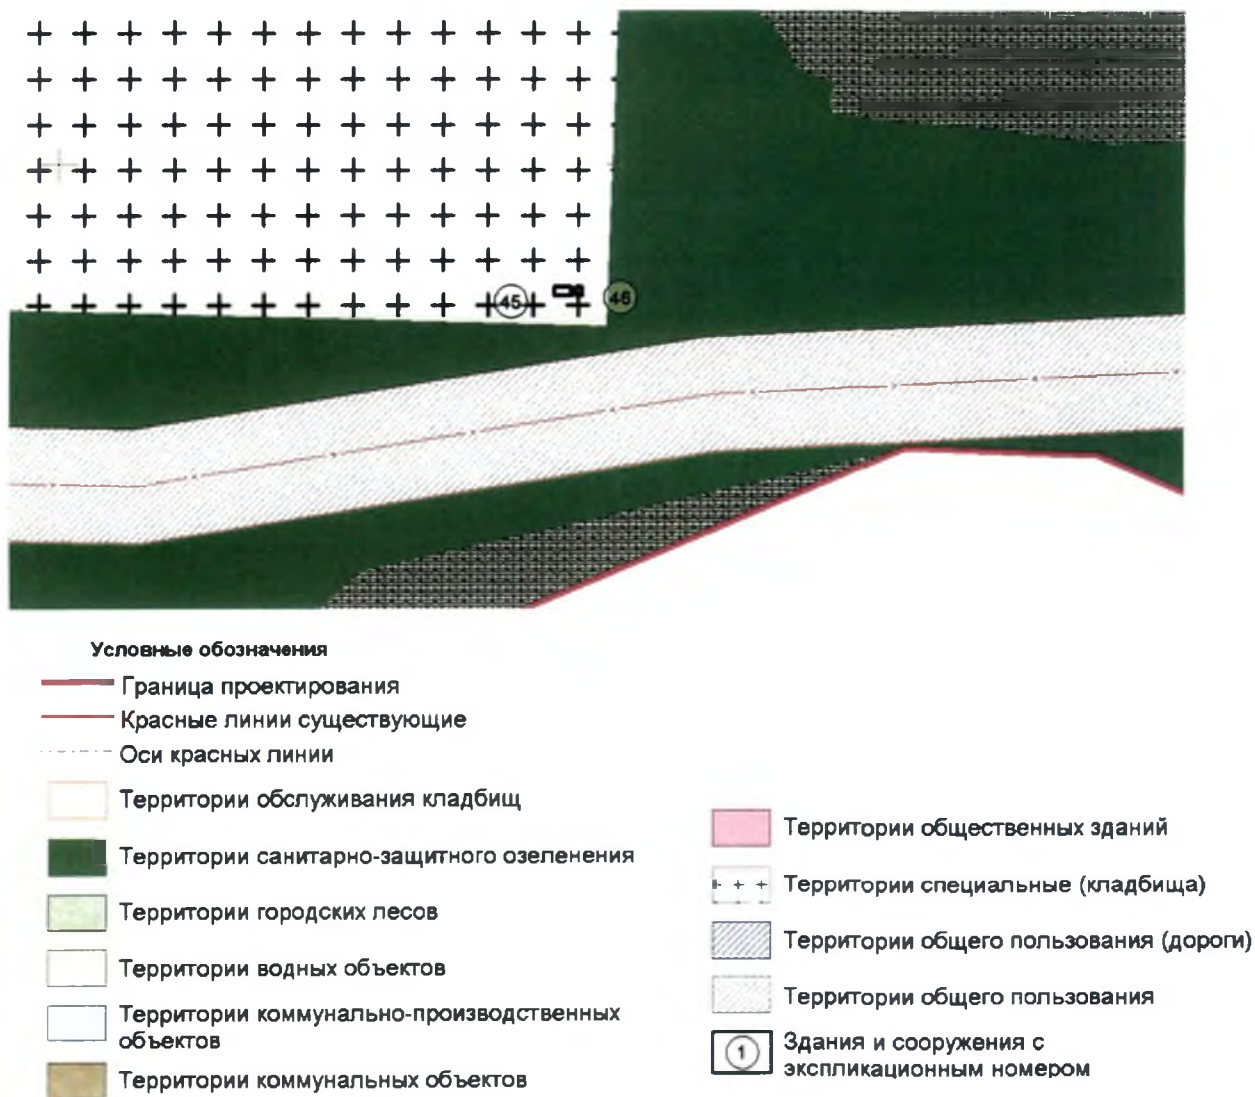 45
46
Условные обозначения
Граница проектирования
Красные линии существующие
Оси красных линии
Территории обслуживания кладбищ
Территории санитарно-защитного озеленения
Территории городских лесов
Территории водных объектов
Территории коммунально-производственных
объектов
Территории коммунальных объектов
Территории общественных зданий
Территории специальные (кладбища)
Территории общего пользования (дороги)
Территории общего пользования
1
Здания и сооружения с
экспликационным номером